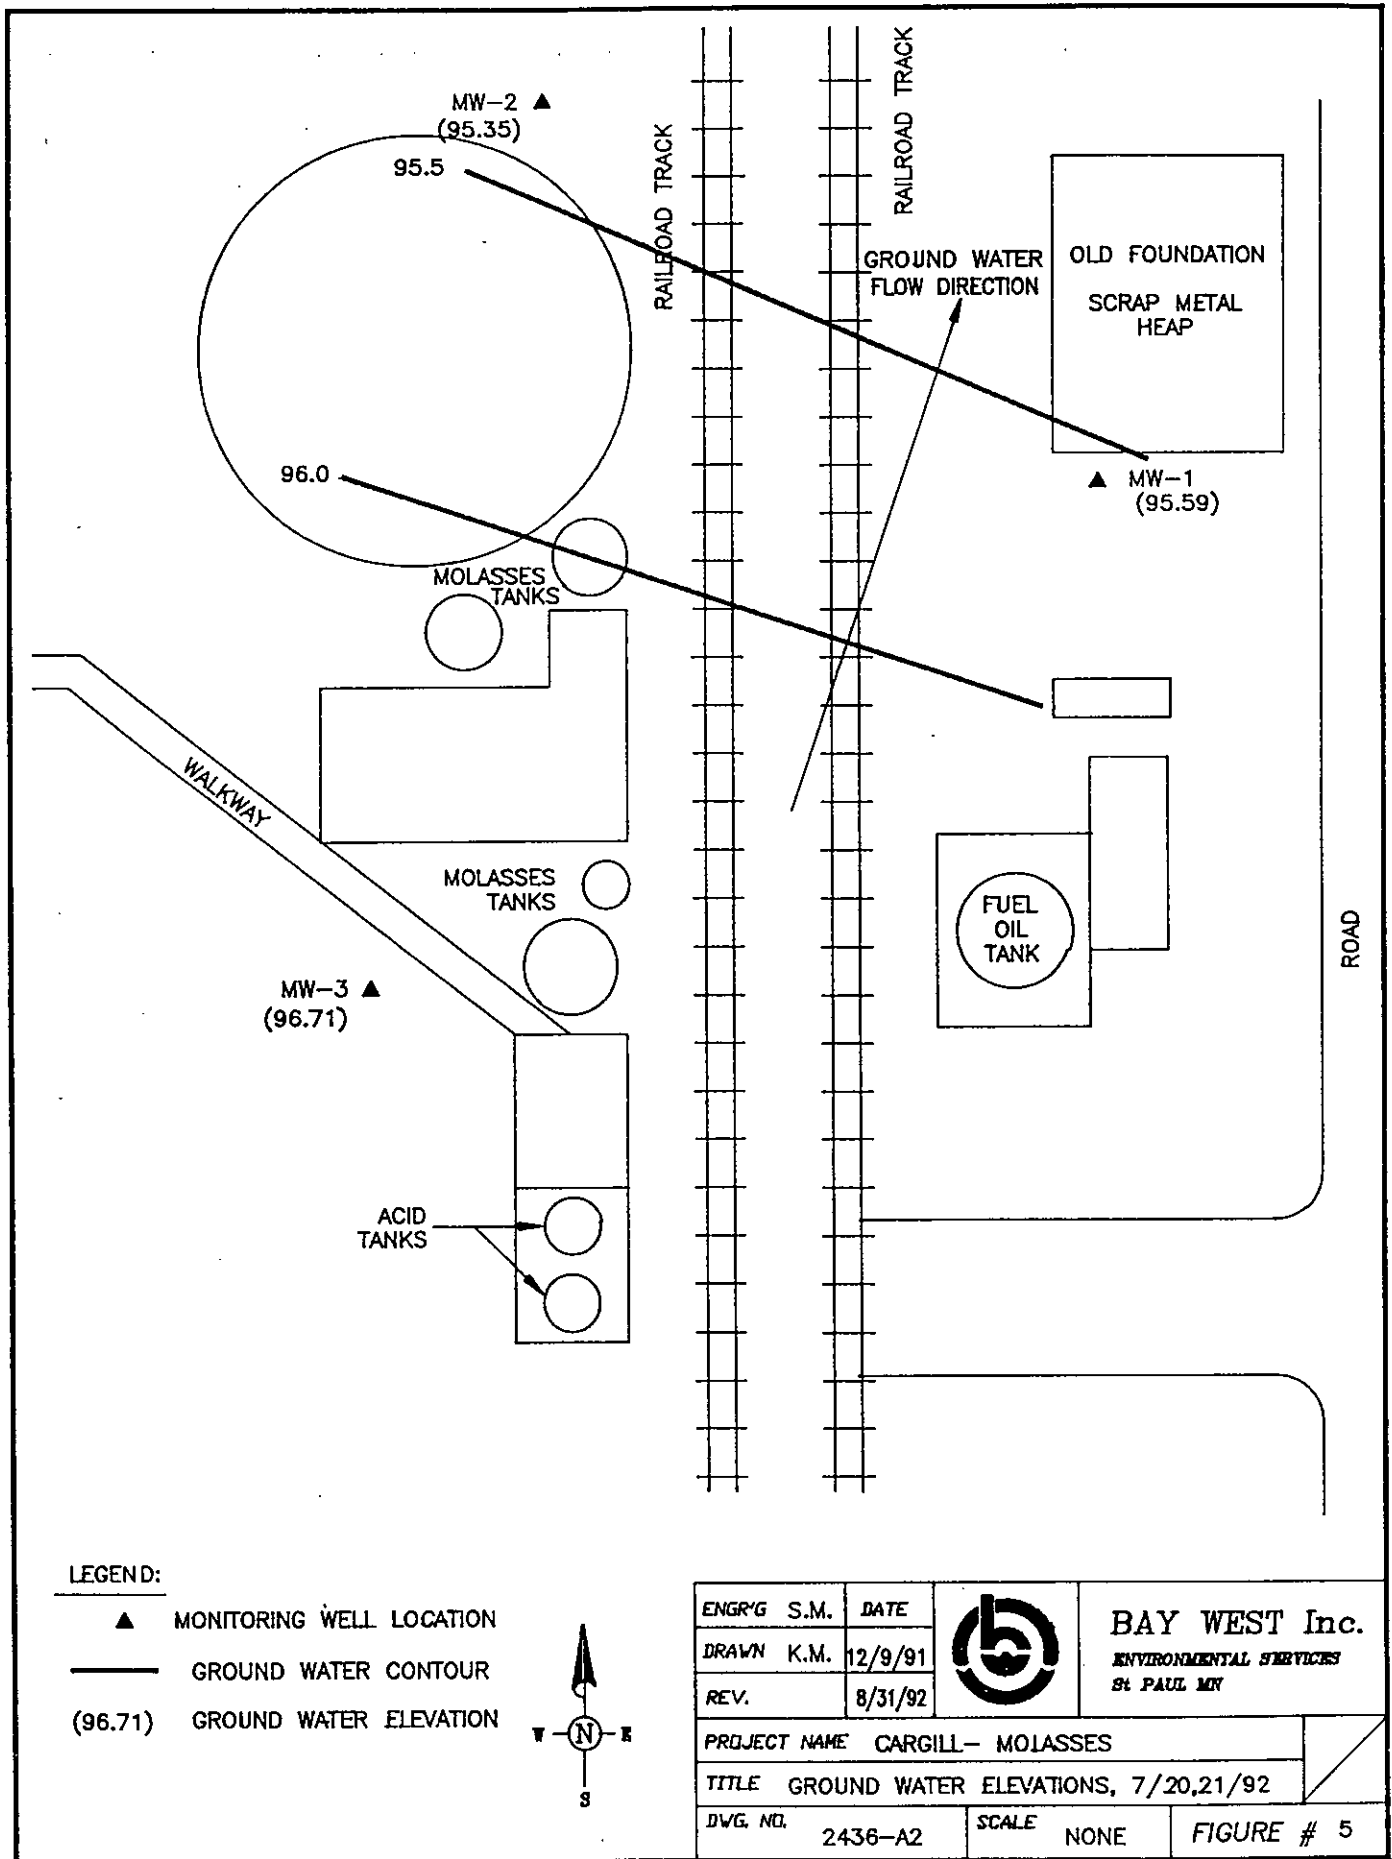 MW-2 ▲
(95.35)
95.5
RAILROAD TRACK
RAILROAD TRACK
GROUND WATER
FLOW DIRECTION
OLD FOUNDATION
SCRAP METAL
HEAP
96.0
▲ MW-1
(95.59)
MOLASSES
TANKS
WALKWAY
MOLASSES
TANKS
FUEL
OIL
TANK
ROAD
MW-3 ▲
(96.71)
ACID
TANKS
LEGEND:
▲ MONITORING WELL LOCATION
GROUND WATER CONTOUR
(96.71) GROUND WATER ELEVATION
W N E
S
ENGR'G S.M. DATE
DRAWN K.M. 12/9/91
REV. 8/31/92
b
BAY WEST Inc.
ENVIRONMENTAL SERVICES
St PAUL MN
PROJECT NAME CARGILL- MOLASSES
TITLE GROUND WATER ELEVATIONS, 7/20,21/92
DWG. NO. 2436-A2
SCALE NONE
FIGURE # 5